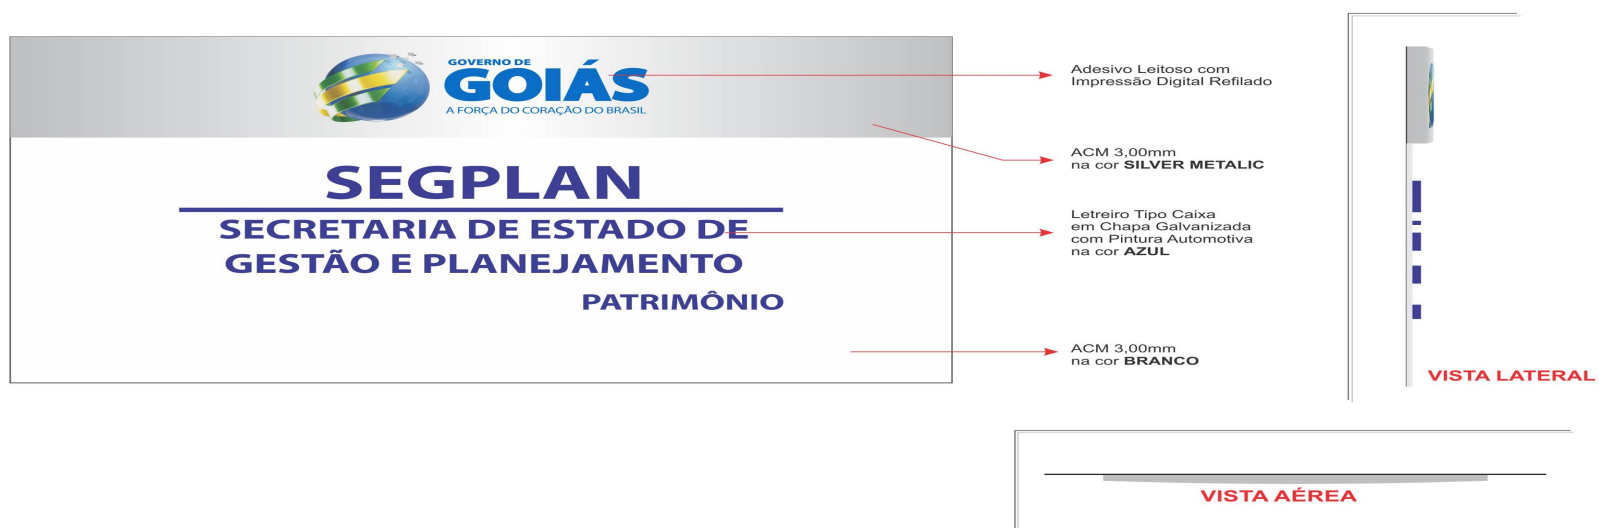 GOVERNO DE
GOIÁS
A FORÇA DO CORAÇÃO DO BRASIL
SEGPLAN
SECRETARIA DE ESTADO DE
GESTÃO E PLANEJAMENTO
PATRIMÔNIO
Adesivo Leitoso com
Impressão Digital Refilado
ACM 3,00mm
na cor SILVER METALIC
Letreiro Tipo Caixa
em Chapa Galvanizada
com Pintura Automotiva
na cor AZUL
ACM 3,00mm
na cor BRANCO
VISTA LATERAL
VISTA AÉREA